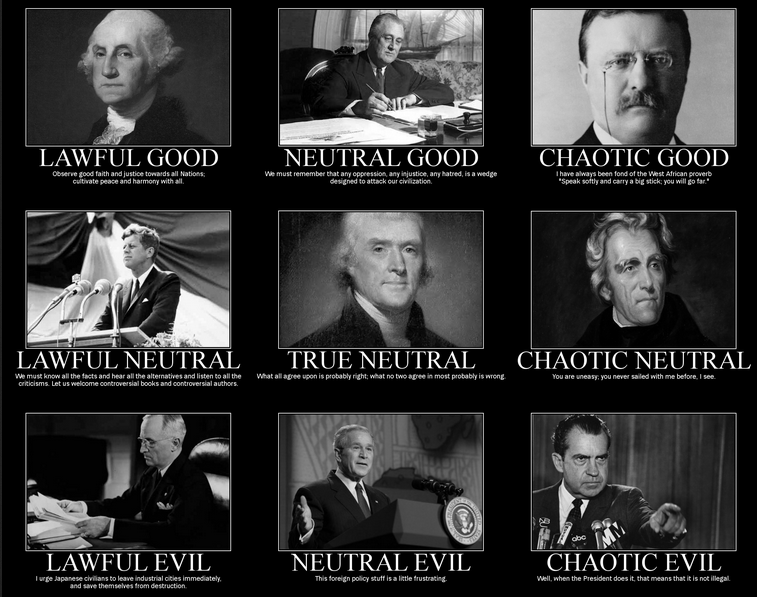 LAWFUL GOOD
Observe good faith and justice towards all Nations;
cultivate peace and harmony with all.
NEUTRAL GOOD
We must remember that any oppression, any injustice, any hatred, is a wedge
designed to attack our civilization.
CHAOTIC GOOD
I have always been fond of the West African proverb
"Speak softly and carry a big stick; you will go far."
LAWFUL NEUTRAL
We must know all the facts and hear all the alternatives and listen to all the
criticisms. Let us welcome controversial books and controversial authors.
TRUE NEUTRAL
What all agree upon is probably right; what no two agree in most probably is wrong.
CHAOTIC NEUTRAL
You are uneasy; you never sailed with me before, I see.
LAWFUL EVIL
I urge Japanese civilians to leave industrial cities immediately,
and save themselves from destruction.
NEUTRAL EVIL
This foreign policy stuff is a little frustrating.
CHAOTIC EVIL
Well, when the President does it, that means that it is not illegal.
abc